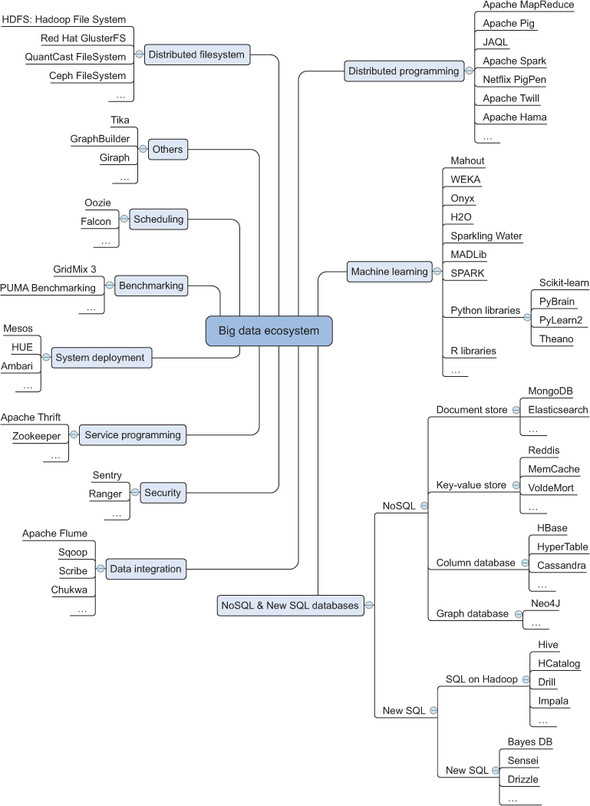 Big data ecosystem
Distributed filesystem
HDFS: Hadoop File System
Red Hat GlusterFS
QuantCast FileSystem
Ceph FileSystem
...
Others
Tika
GraphBuilder
Giraph
...
Scheduling
Oozie
Falcon
...
Benchmarking
GridMix 3
PUMA Benchmarking
...
System deployment
Mesos
HUE
Ambari
...
Service programming
Apache Thrift
Zookeeper
...
Security
Sentry
Ranger
...
Data integration
Apache Flume
Sqoop
Scribe
Chukwa
...
Distributed programming
Apache MapReduce
Apache Pig
JAQL
Apache Spark
Netflix PigPen
Apache Twill
Apache Hama
...
Machine learning
Mahout
WEKA
Onyx
H2O
Sparkling Water
MADLib
SPARK
Python libraries
Scikit-learn
PyBrain
PyLearn2
Theano
R libraries
...
NoSQL & New SQL databases
NoSQL
Document store
MongoDB
Elasticsearch
...
Key-value store
Reddis
MemCache
VoldeMort
...
Column database
HBase
HyperTable
Cassandra
...
Graph database
Neo4J
...
New SQL
SQL on Hadoop
Hive
HCatalog
Drill
Impala
...
New SQL
Bayes DB
Sensei
Drizzle
...